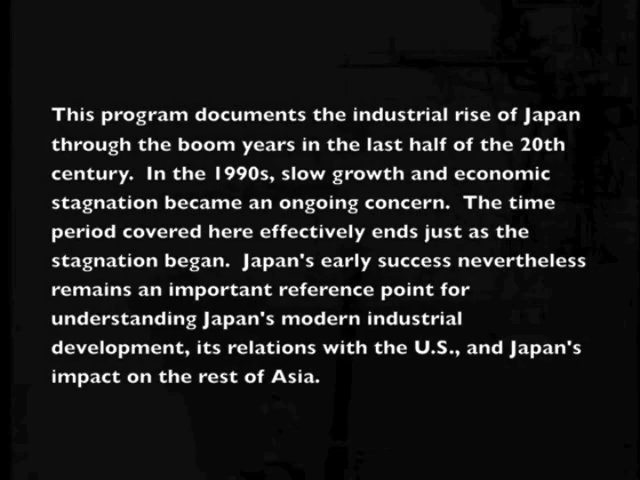 This program documents the industrial rise of Japan
through the boom years in the last half of the 20th
century.  In the 1990s, slow growth and economic
stagnation became an ongoing concern.  The time
period covered here effectively ends just as the
stagnation began.  Japan's early success nevertheless
remains an important reference point for
understanding Japan's modern industrial
development, its relations with the U.S., and Japan's
impact on the rest of Asia.